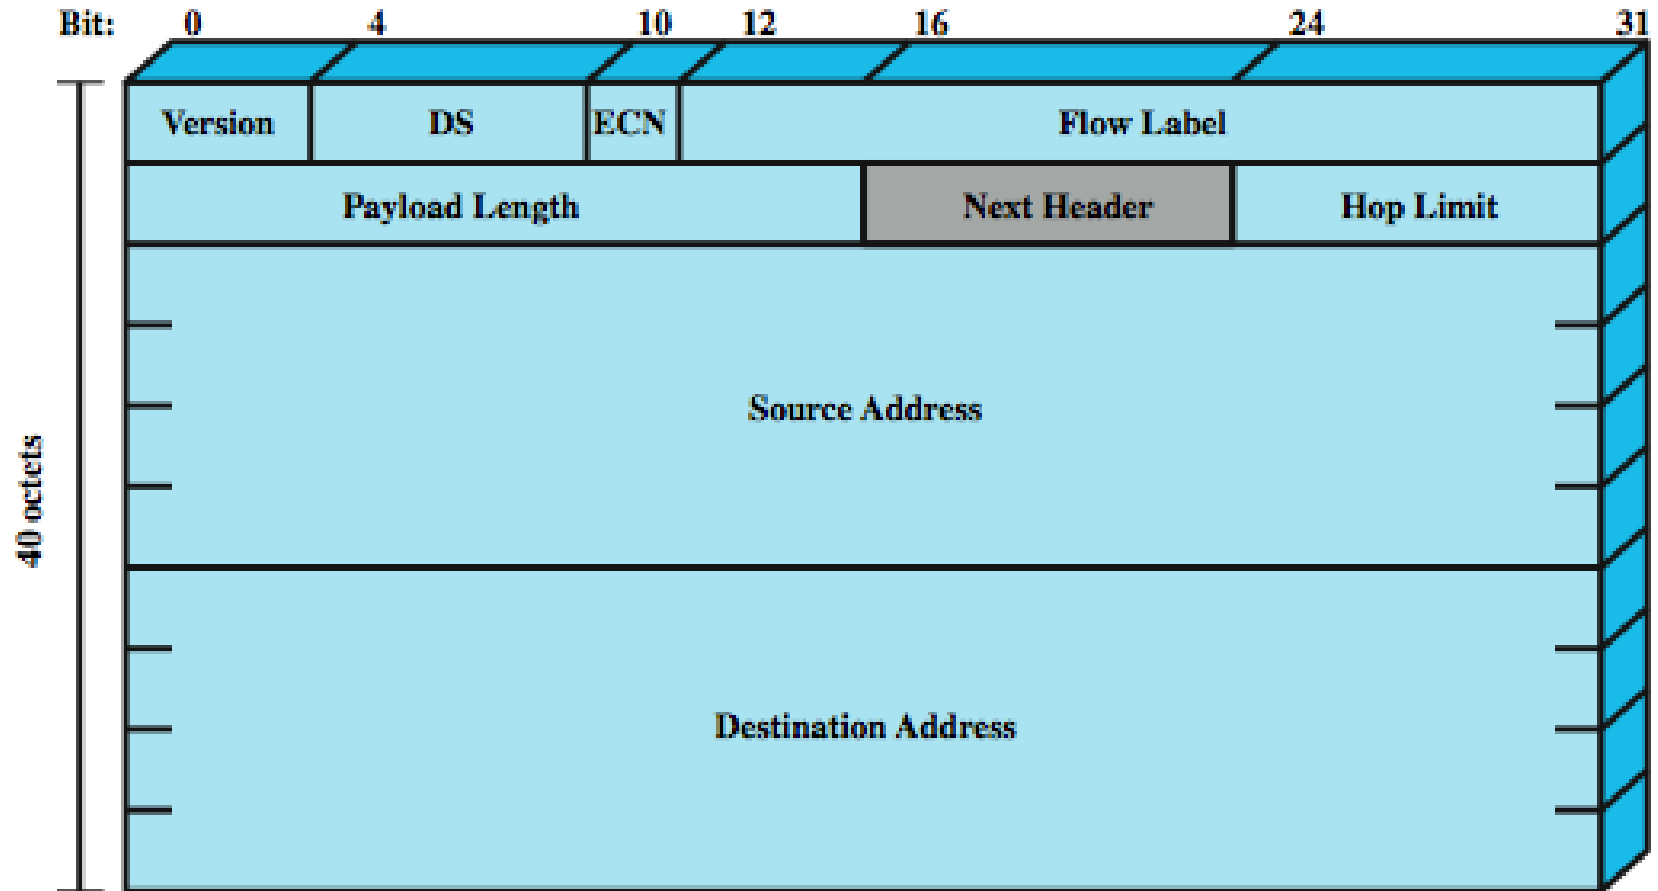 Bit: 0 4 10 12 16 24 31
Version DS ECN Flow Label
Payload Length Next Header Hop Limit
Source Address
40 octets
Destination Address